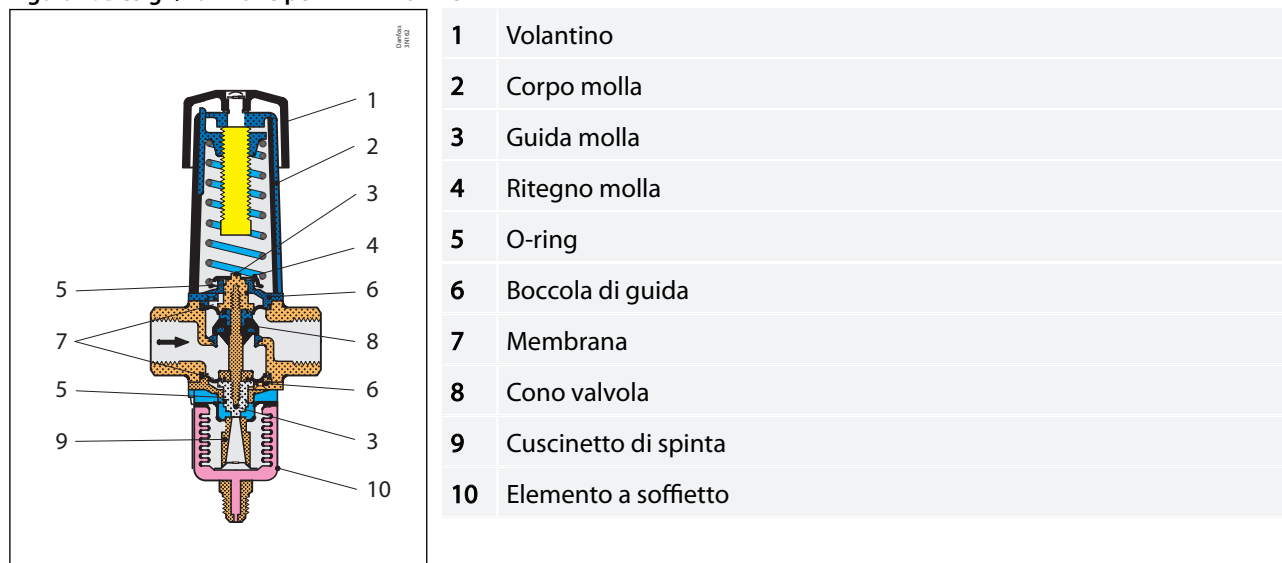 Danfoss
3N162
1
2
3
4
5
6
7
8
5
6
9
3
10
1 Volantino
2 Corpo molla
3 Guida molla
4 Ritegno molla
5 O-ring
6 Boccola di guida
7 Membrana
8 Cono valvola
9 Cuscinetto di spinta
10 Elemento a soffietto